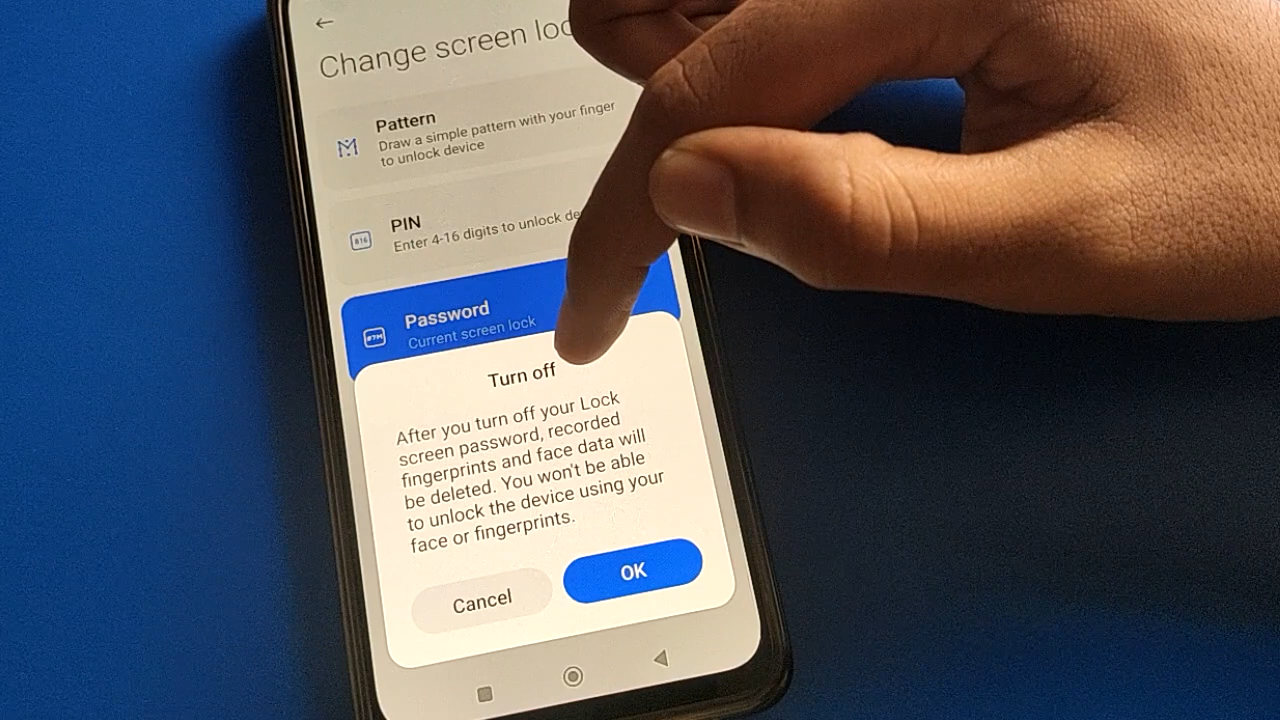 Change screen
Pattern
Draw a simple pattern with your finger
to unlock device
PIN
Enter 4-16 digits to unlock
Password
Current screen lock
Turn off
After you turn off your Lock
screen password, recorded
fingerprints and face data will
be deleted. You won't be able
to unlock the device using your
face or fingerprints.
Cancel
OK